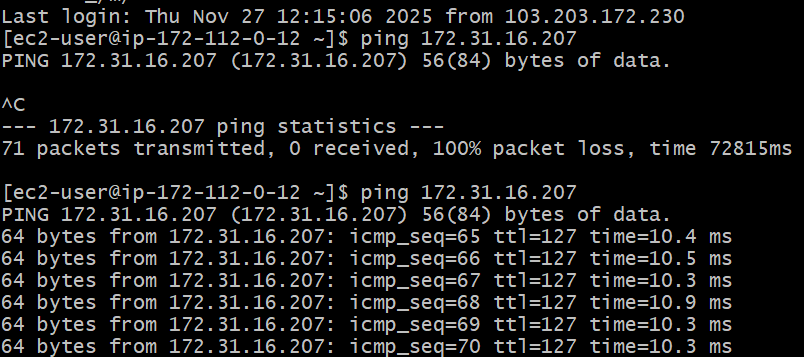 Last login: Thu Nov 27 12:15:06 2025 from 103.203.172.230
[ec2-user@ip-172-112-0-12 ~]$ ping 172.31.16.207
PING 172.31.16.207 (172.31.16.207) 56(84) bytes of data.
^C
--- 172.31.16.207 ping statistics ---
71 packets transmitted, 0 received, 100% packet loss, time 72815ms
[ec2-user@ip-172-112-0-12 ~]$ ping 172.31.16.207
PING 172.31.16.207 (172.31.16.207) 56(84) bytes of data.
64 bytes from 172.31.16.207: icmp_seq=65 ttl=127 time=10.4 ms
64 bytes from 172.31.16.207: icmp_seq=66 ttl=127 time=10.5 ms
64 bytes from 172.31.16.207: icmp_seq=67 ttl=127 time=10.3 ms
64 bytes from 172.31.16.207: icmp_seq=68 ttl=127 time=10.9 ms
64 bytes from 172.31.16.207: icmp_seq=69 ttl=127 time=10.3 ms
64 bytes from 172.31.16.207: icmp_seq=70 ttl=127 time=10.3 ms